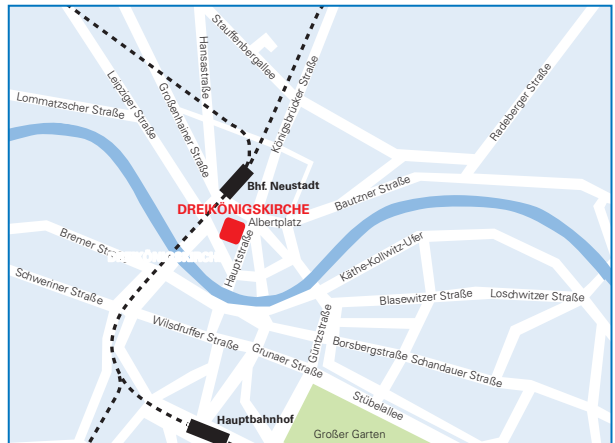 Stauffenbergallee
Hansastraße
Leipziger Straße
Großenhainer Straße
Königsbrücker Straße
Radeberger Straße
Lommatzscher Straße
Bhf. Neustadt
Bautzner Straße
DREIKÖNIGSKIRCHE
Albertplatz
Hauptstraße
Bremer Str
Käthe-Kollwitz-Ufer
Schweriner Straße
Blasewitzer Straße
Loschwitzer Straße
Wilsdruffer Straße
Güntzstraße
Grunaer Straße
Borsbergstraße
Schandauer Straße
Stübelallee
Hauptbahnhof
Großer Garten